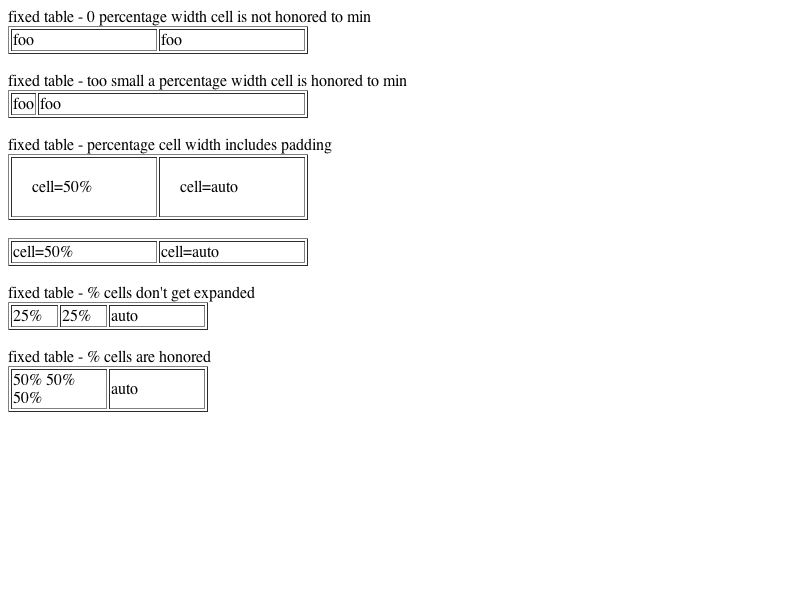 fixed table - 0 percentage width cell is not honored to min
foo foo
fixed table - too small a percentage width cell is honored to min
foo foo
fixed table - percentage cell width includes padding
cell=50% cell=auto
cell=50% cell=auto
fixed table - % cells don't get expanded
25% 25% auto
fixed table - % cells are honored
50% 50%
50%
auto